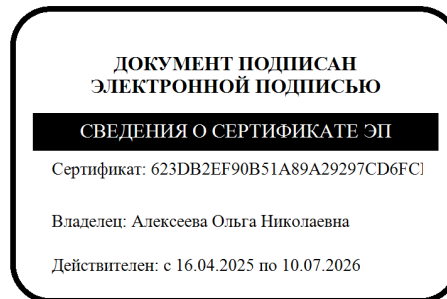 ДОКУМЕНТ ПОДПИСАН
ЭЛЕКТРОННОЙ ПОДПИСЬЮ
СВЕДЕНИЯ О СЕРТИФИКАТЕ ЭП
Сертификат: 623DB2EF90B51A89A29297CD6FC
Владелец: Алексеева Ольга Николаевна
Действителен: с 16.04.2025 по 10.07.2026